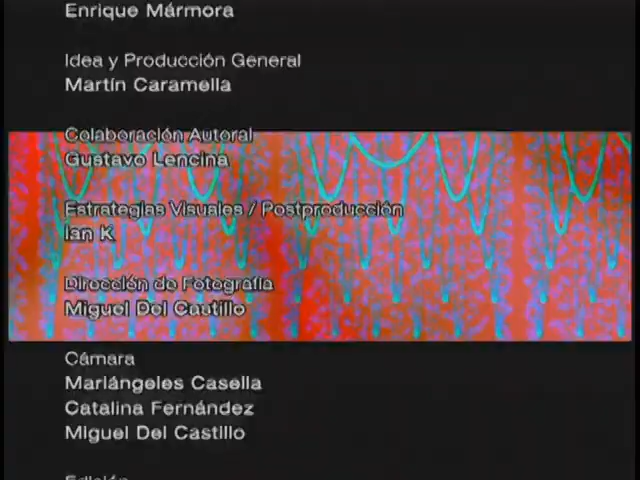 Enrique Mármora
Idea y Producción General
Martín Caramella
Colaboración Autoral
Gustavo Lencina
Estrategias Visuales / Postproducción
Ian K
Dirección de Fotografía
Miguel Del Castillo
Cámara
Mariángeles Casella
Catalina Fernández
Miguel Del Castillo
Edición